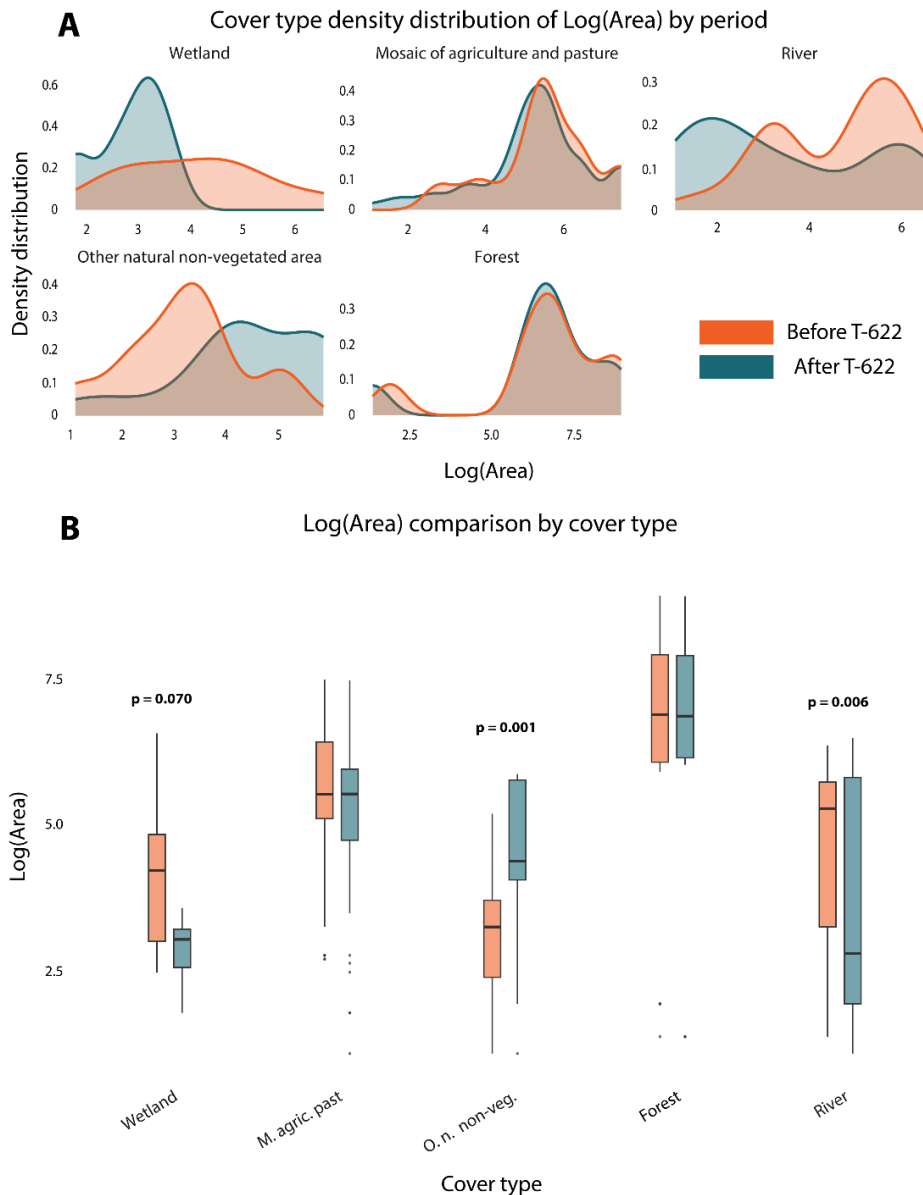 A
Cover type density distribution of Log(Area) by period
Wetland
Mosaic of agriculture and pasture
River
0.6
0.4
0.2
0
2
3
4
5
6
0.4
0.3
0.2
0.1
0
2
4
6
0.3
0.2
0.1
0
2
4
6
Density distribution
Other natural non-vegetated area
Forest
0.4
0.3
0.2
0.1
0
1
2
3
4
5
0.3
0.2
0.1
0
2.5
5.0
7.5
Before T-622
After T-622
Log(Area)
B
Log(Area) comparison by cover type
Log(Area)
7.5
5.0
2.5
p = 0.070
p = 0.001
p = 0.006
Wetland
M. agric. past
O. n. non-veg.
Forest
River
Cover type